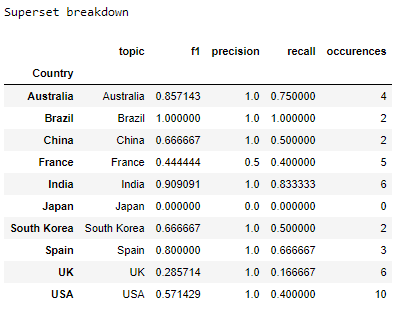 Superset breakdown
topic f1 precision recall occurences
Country
Australia Australia 0.857143 1.0 0.750000 4
Brazil Brazil 1.000000 1.0 1.000000 2
China China 0.666667 1.0 0.500000 2
France France 0.444444 0.5 0.400000 5
India India 0.909091 1.0 0.833333 6
Japan Japan 0.000000 0.0 0.000000 0
South Korea South Korea 0.666667 1.0 0.500000 2
Spain Spain 0.800000 1.0 0.666667 3
UK UK 0.285714 1.0 0.166667 6
USA USA 0.571429 1.0 0.400000 10